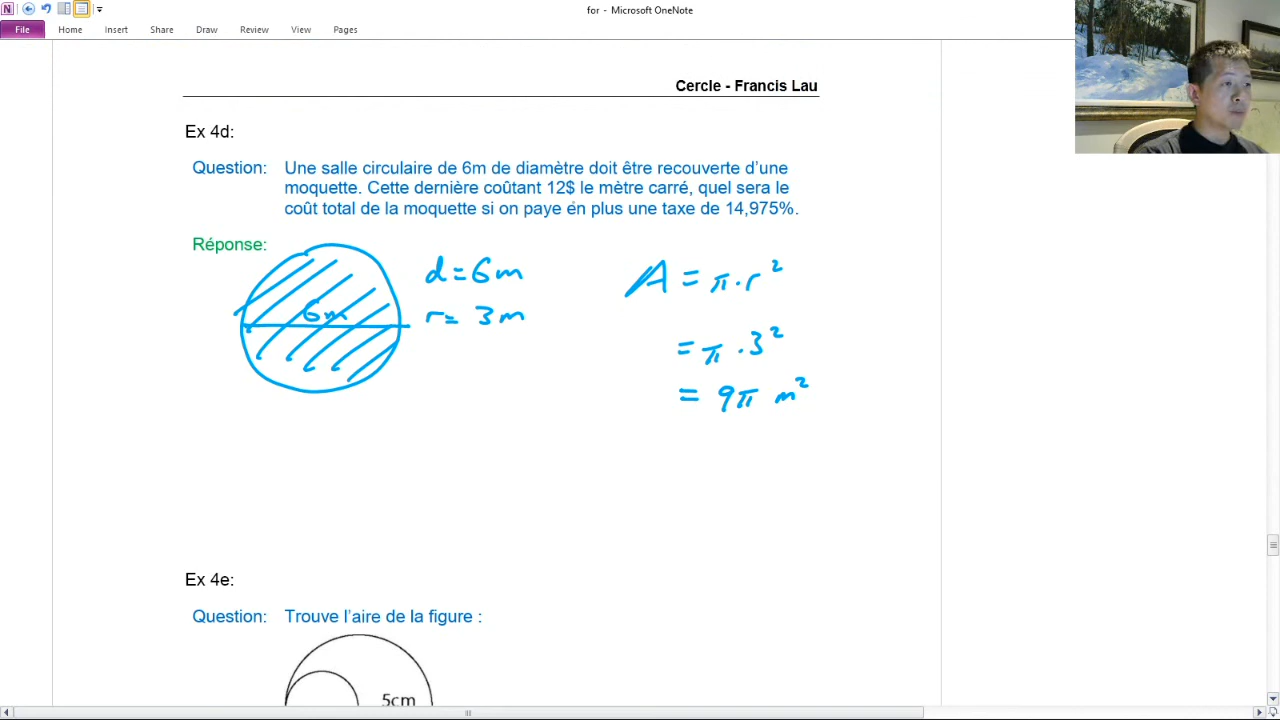 for - Microsoft OneNote
File Home Insert Share Draw Review View Pages
Cercle - Francis Lau
Ex 4d:
Question: Une salle circulaire de 6m de diamètre doit être recouverte d'une
moquette. Cette dernière coûtant 12$ le mètre carré, quel sera le
coût total de la moquette si on paye én plus une taxe de 14,975%.
Réponse:
6m
d = 6m
r = 3m
A = π·r²
= π·3²
= 9π m²
Ex 4e:
Question: Trouve l'aire de la figure :
5cm